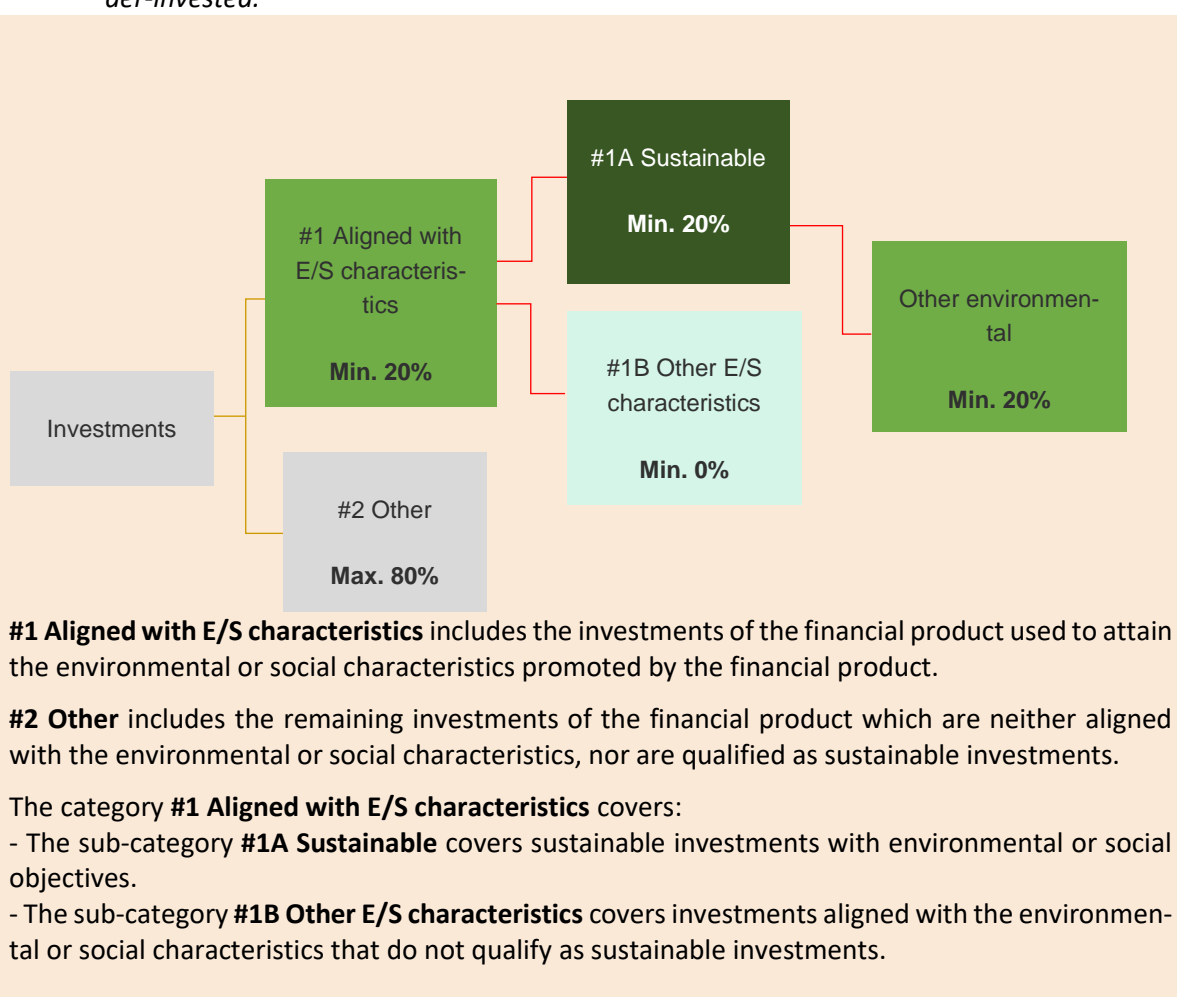 der-invested.
#1A Sustainable
Min. 20%
#1 Aligned with
E/S characteris-
tics
Min. 20%
Other environmen-
tal
Min. 20%
#1B Other E/S
characteristics
Min. 0%
Investments
#2 Other
Max. 80%
#1 Aligned with E/S characteristics includes the investments of the financial product used to attain
the environmental or social characteristics promoted by the financial product.
#2 Other includes the remaining investments of the financial product which are neither aligned
with the environmental or social characteristics, nor are qualified as sustainable investments.
The category #1 Aligned with E/S characteristics covers:
- The sub-category #1A Sustainable covers sustainable investments with environmental or social
objectives.
- The sub-category #1B Other E/S characteristics covers investments aligned with the environmen-
tal or social characteristics that do not qualify as sustainable investments.